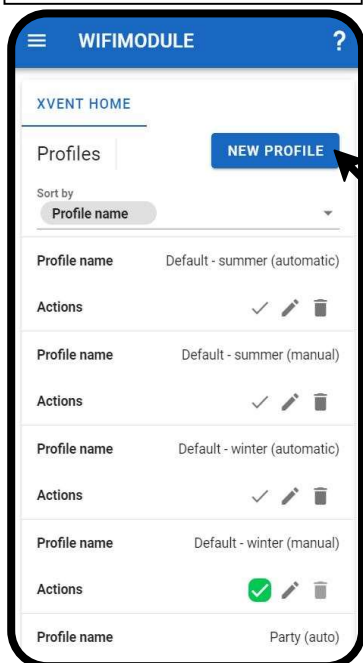 WIFIMODULE ?
XVENT HOME
Profiles NEW PROFILE
Sort by
Profile name
Profile name Default - summer (automatic)
Actions
Profile name Default - summer (manual)
Actions
Profile name Default - winter (automatic)
Actions
Profile name Default - winter (manual)
Actions
Profile name Party (auto)